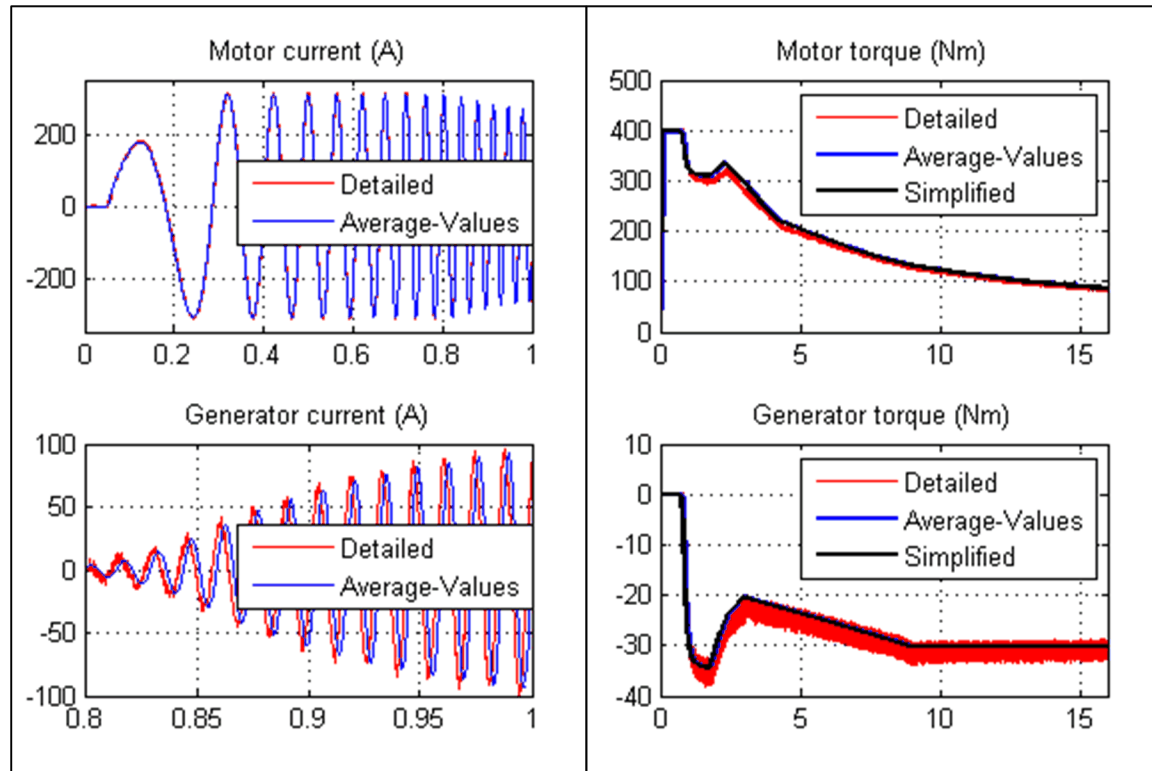 Motor current (A)
200
0
-200
0 0.2 0.4 0.6 0.8 1
Detailed
Average-Values
Motor torque (Nm)
500
400
300
200
100
0
0 5 10 15
Detailed
Average-Values
Simplified
Generator current (A)
100
50
0
-50
-100
0.8 0.85 0.9 0.95 1
Detailed
Average-Values
Generator torque (Nm)
10
0
-10
-20
-30
-40
0 5 10 15
Detailed
Average-Values
Simplified